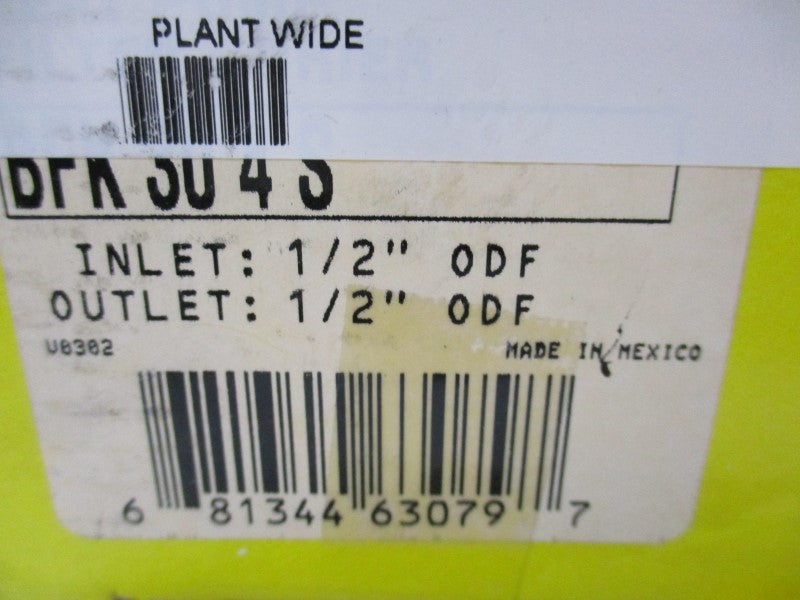 PLANT WIDE
BFK 30 4 S
INLET: 1/2" ODF
OUTLET: 1/2" ODF
V0302
MADE IN MEXICO
6 81344 63079 7